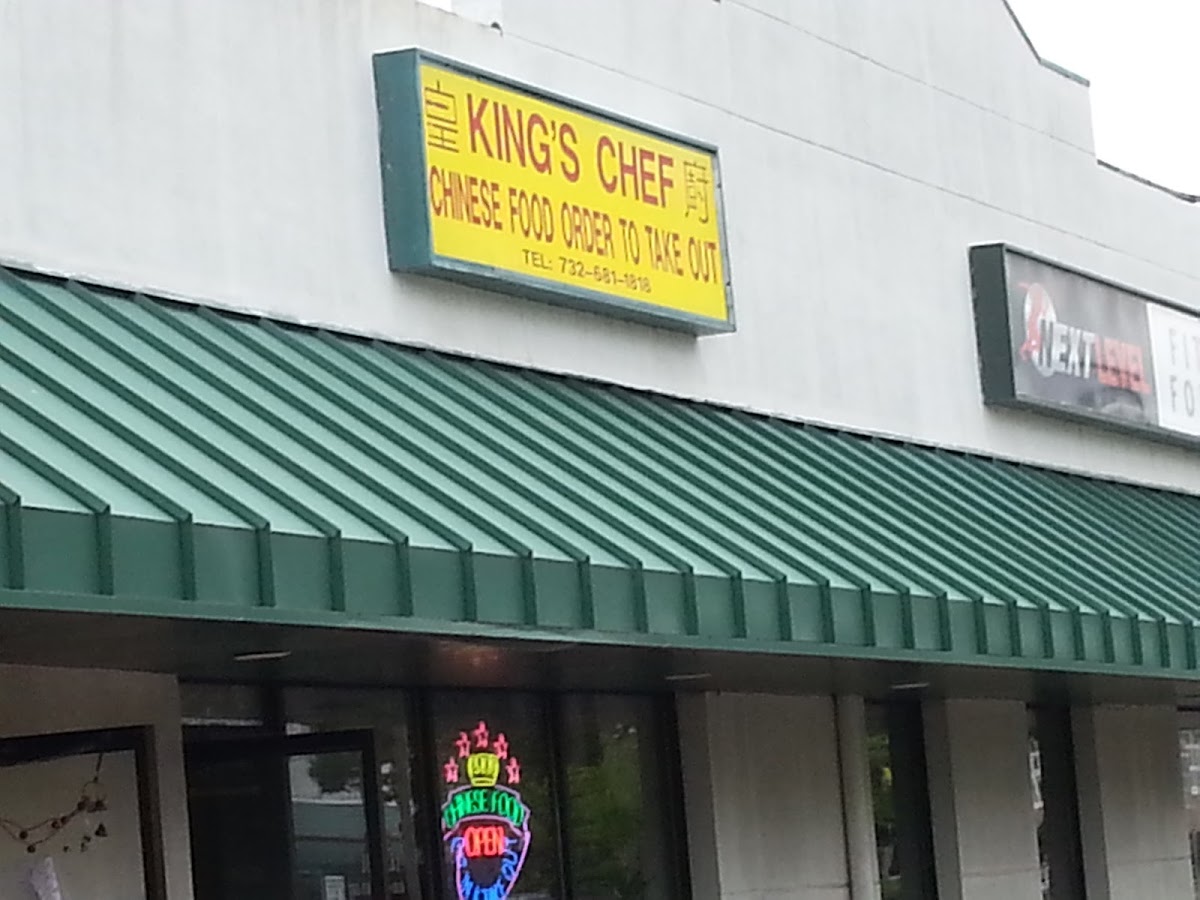 皇 KING'S CHEF 廚
CHINESE FOOD ORDER TO TAKE OUT
TEL: 732-681-1818
NEXT LEVEL
CHINESE FOOD
OPEN